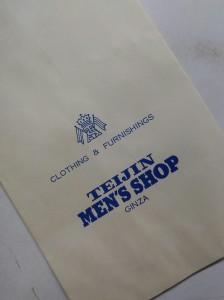 CLOTHING & FURNISHINGS
TEIJIN
MEN'S SHOP
GINZA